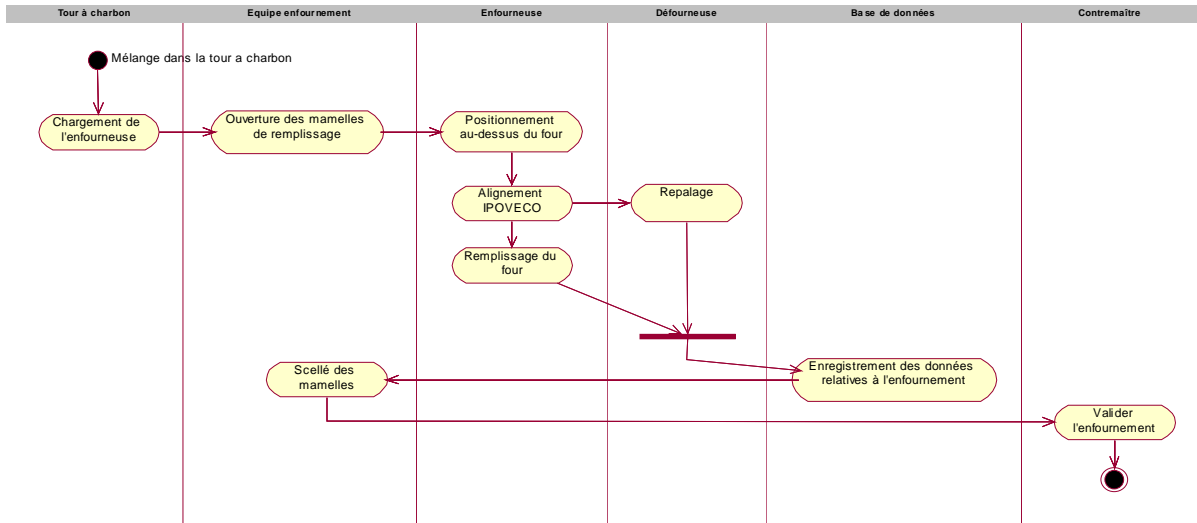 Tour à charbon
Equipe enfournement
Enfourneuse
Défourneuse
Base de données
Contremaître
Mélange dans la tour a charbon
Chargement de
l'enfourneuse
Ouverture des mamelles
de remplissage
Positionnement
au-dessus du four
Alignement
IPOVECO
Repalage
Remplissage du
four
Scellé des
mamelles
Enregistrement des données
relatives à l'enfournement
Valider
l'enfournement